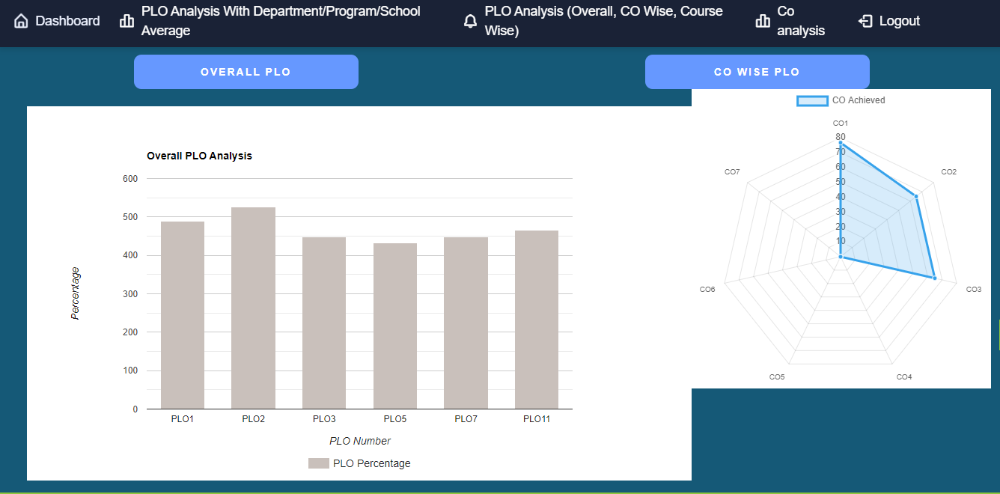 Dashboard
PLO Analysis With Department/Program/School
Average
PLO Analysis (Overall, CO Wise, Course
Wise)
Co
analysis
Logout
OVERALL PLO
CO WISE PLO
Overall PLO Analysis
Percentage
600
500
400
300
200
100
0
PLO1 PLO2 PLO3 PLO5 PLO7 PLO11
PLO Number
PLO Percentage
CO Achieved
CO1
80
70
60
50
40
30
20
10
CO2
CO3
CO4
CO5
CO6
CO7